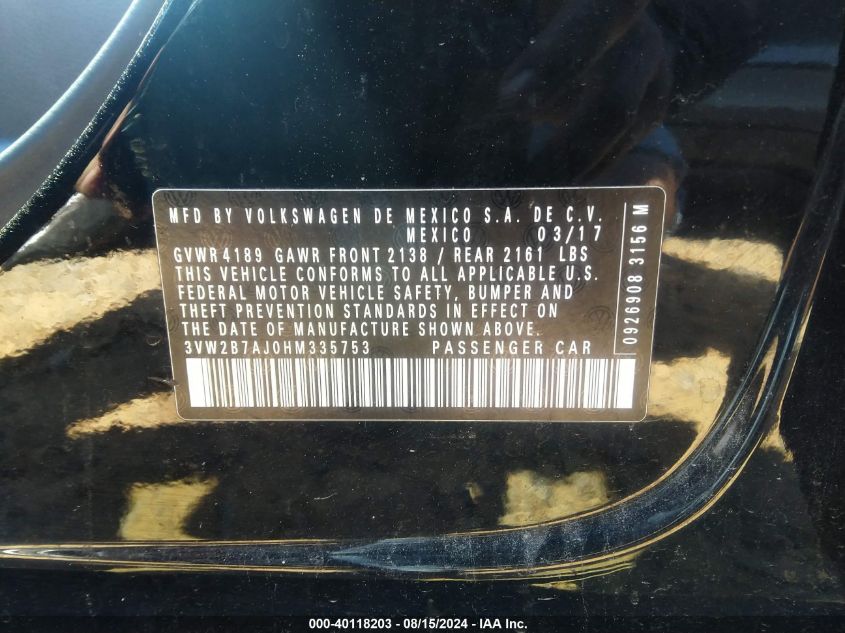 MFD BY VOLKSWAGEN DE MEXICO S.A. DE C.V.
MEXICO 03/17
GVWR 4189 GAWR FRONT 2138 / REAR 2161 LBS
THIS VEHICLE CONFORMS TO ALL APPLICABLE U.S.
FEDERAL MOTOR VEHICLE SAFETY, BUMPER AND
THEFT PREVENTION STANDARDS IN EFFECT ON
THE DATE OF MANUFACTURE SHOWN ABOVE.
3VW2B7AJ0HM335753 PASSENGER CAR
0926908 3156 M
000-40118203 - 08/15/2024 - IAA Inc.